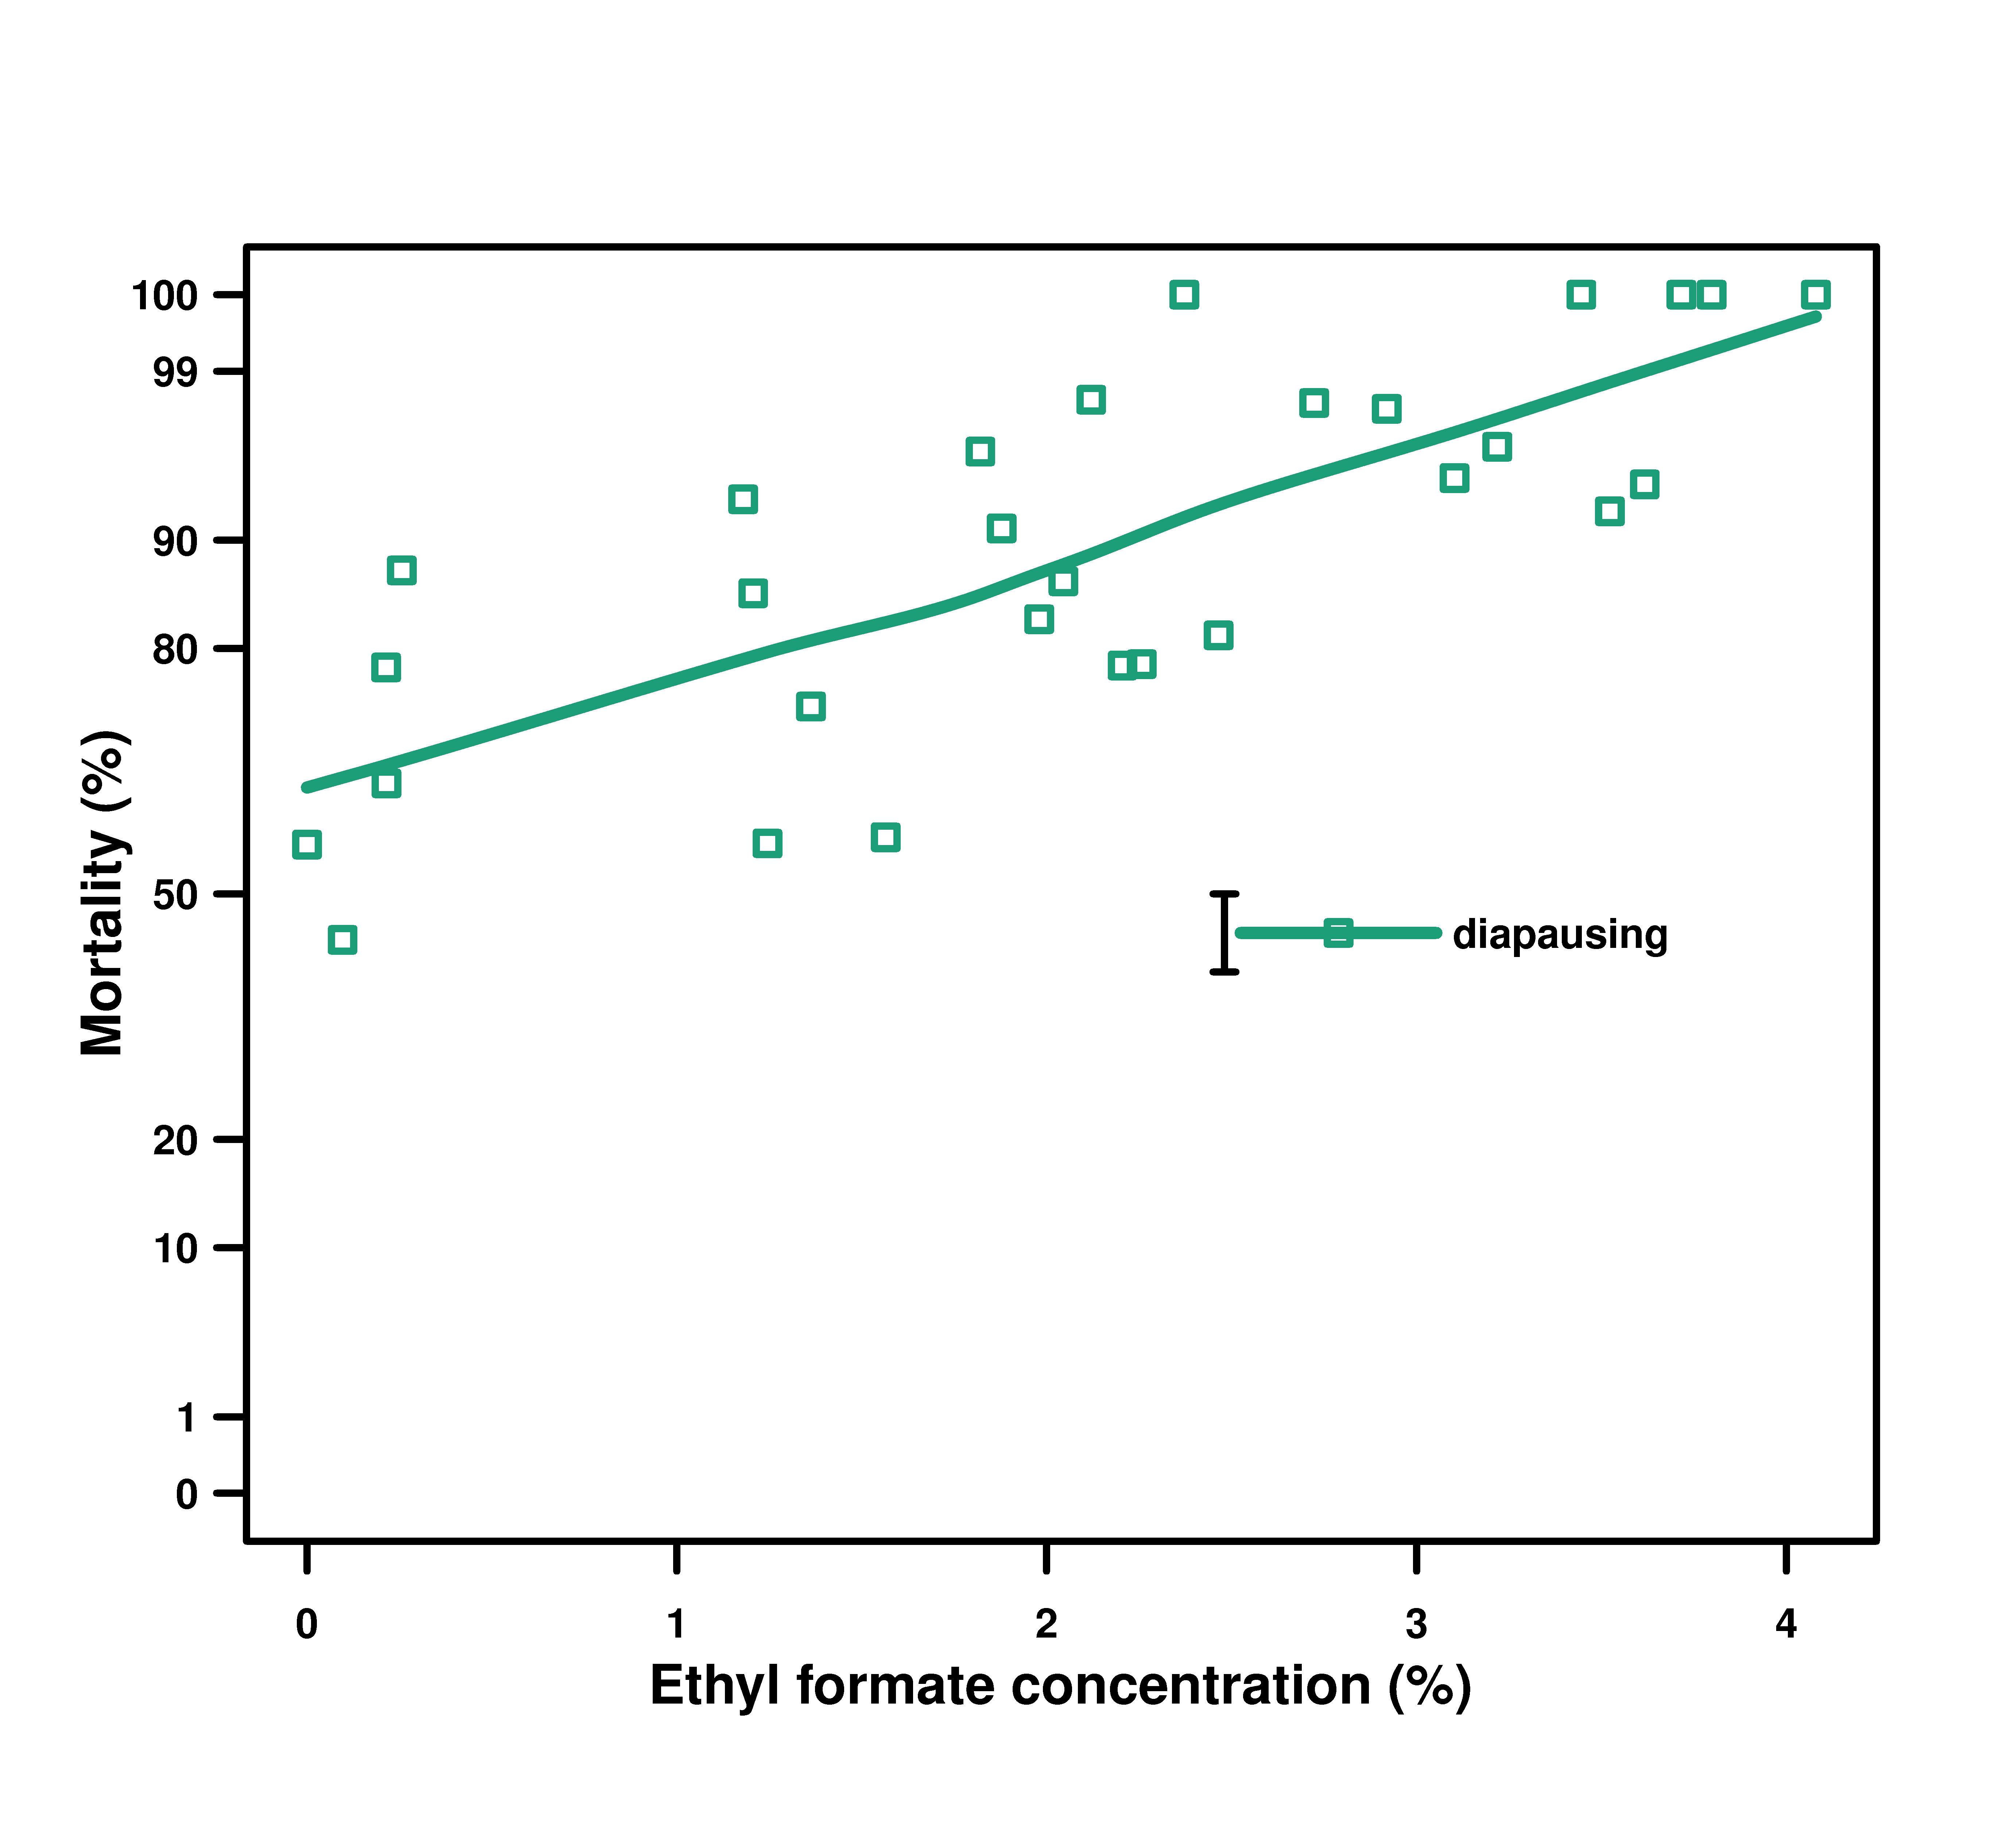 100
99
90
80
50
20
10
1
0
Mortality (%)
diapausing
0 1 2 3 4
Ethyl formate concentration (%)